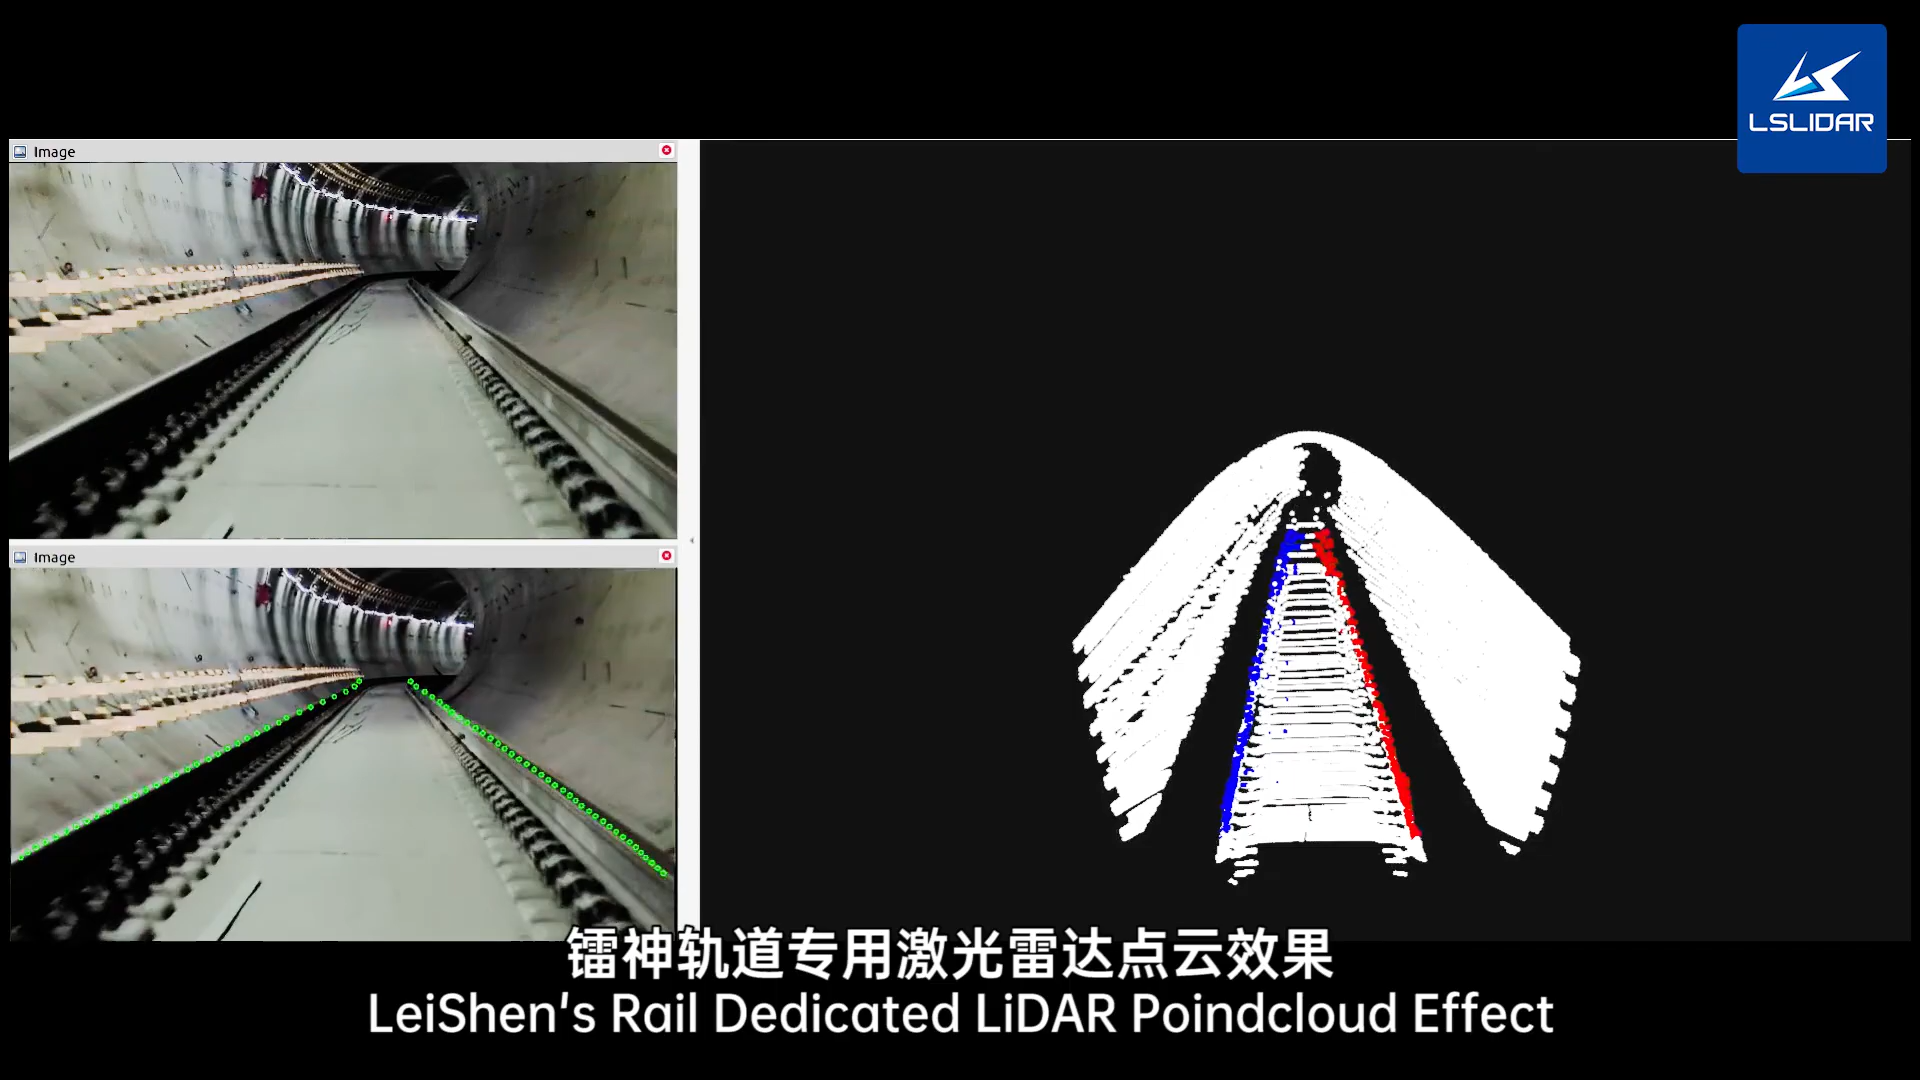 LSLIDAR
Image
Image
镭神轨道专用激光雷达点云效果
LeiShen's Rail Dedicated LiDAR Poindcloud Effect